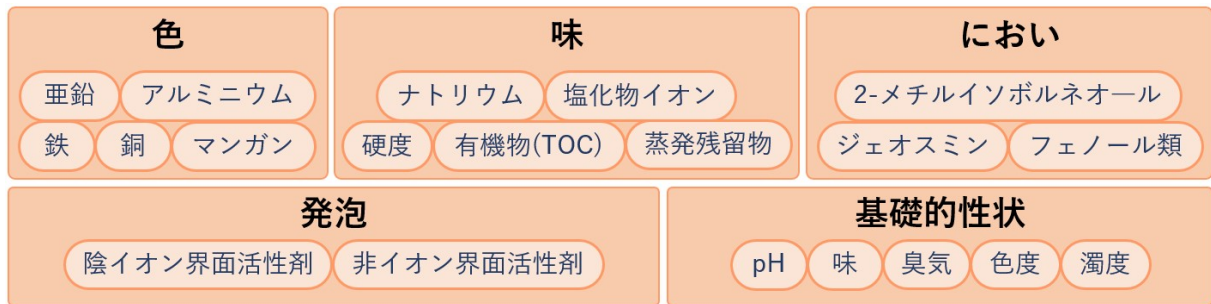 色
亜鉛 アルミニウム
鉄 銅 マンガン
味
ナトリウム 塩化物イオン
硬度 有機物(TOC) 蒸発残留物
におい
2-メチルイソボルネオ―ル
ジェオスミン フェノール類
発泡
陰イオン界面活性剤 非イオン界面活性剤
基礎的性状
pH 味 臭気 色度 濁度